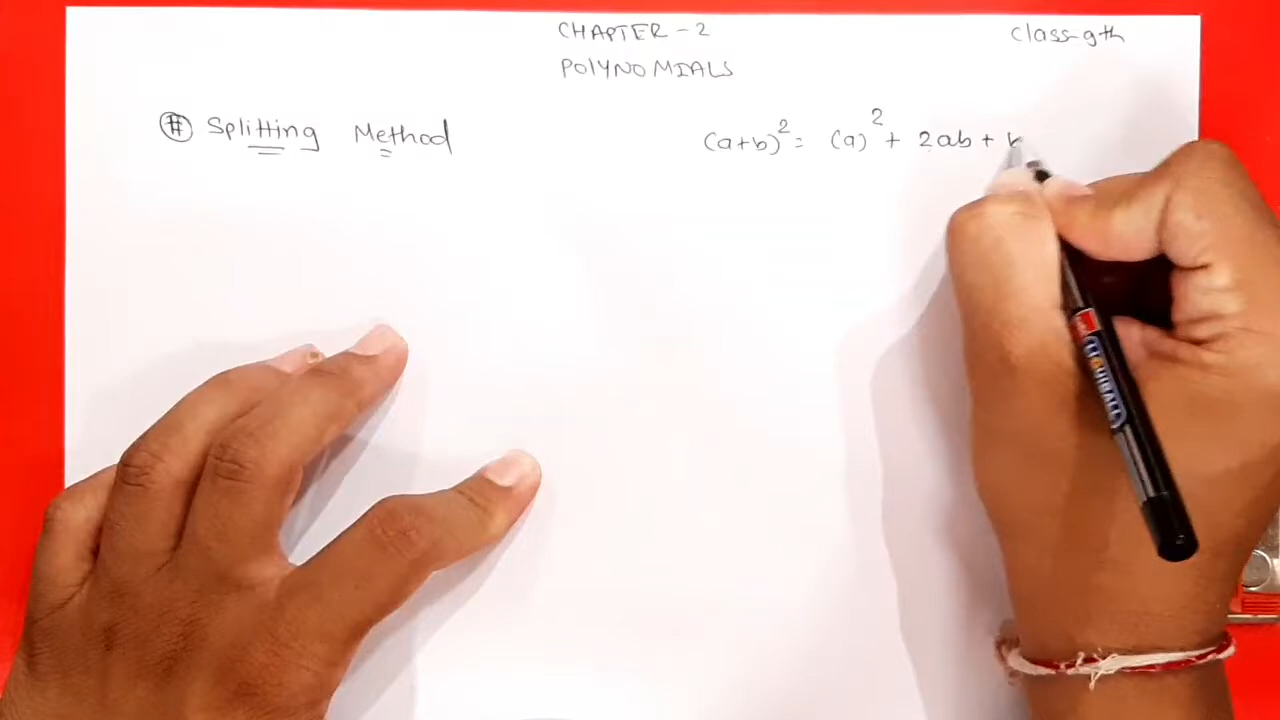 CHAPTER - 2
Class-9th
POLYNOMIALS
# Splitting Method
(a+b)² = (a)² + 2ab +